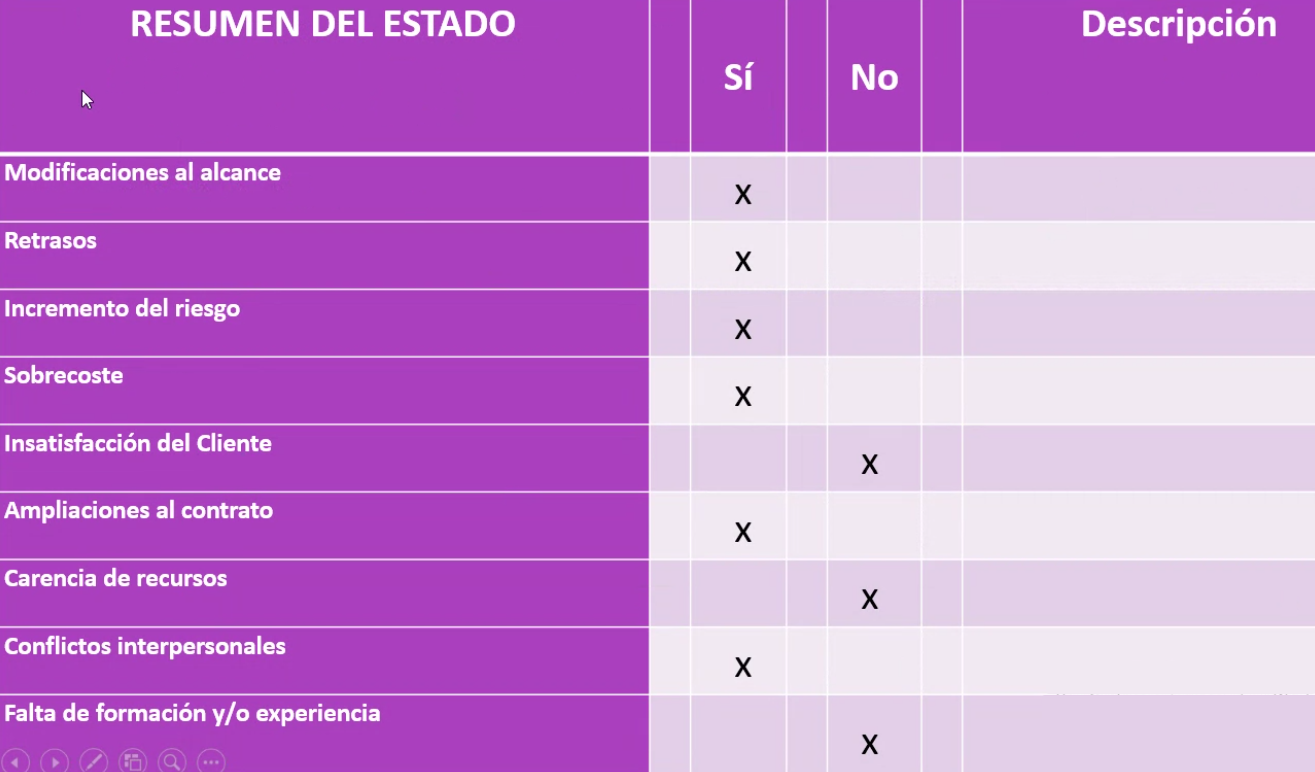 RESUMEN DEL ESTADO
Sí
No
Descripción
Modificaciones al alcance
X
Retrasos
X
Incremento del riesgo
X
Sobrecoste
X
Insatisfacción del Cliente
X
Ampliaciones al contrato
X
Carencia de recursos
X
Conflictos interpersonales
X
Falta de formación y/o experiencia
X